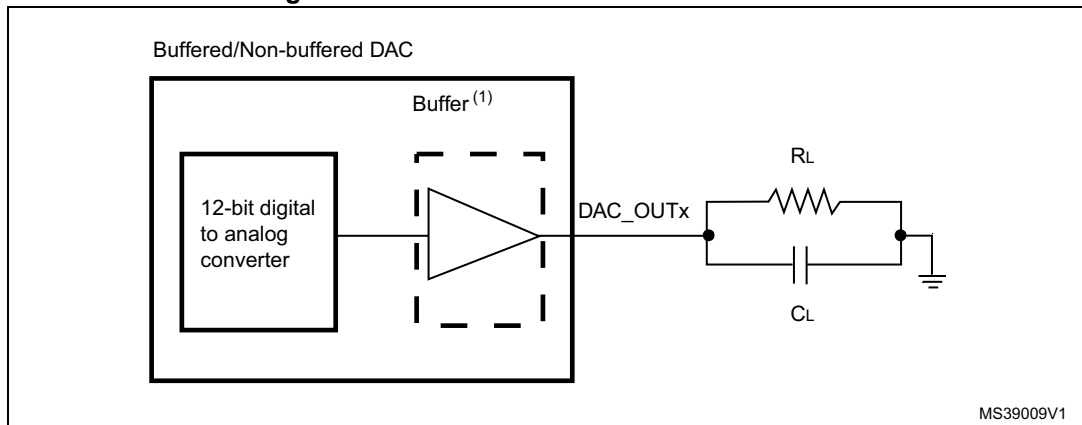 Buffered/Non-buffered DAC
Buffer (1)
12-bit digital
to analog
converter
DAC_OUTx
RL
CL
MS39009V1